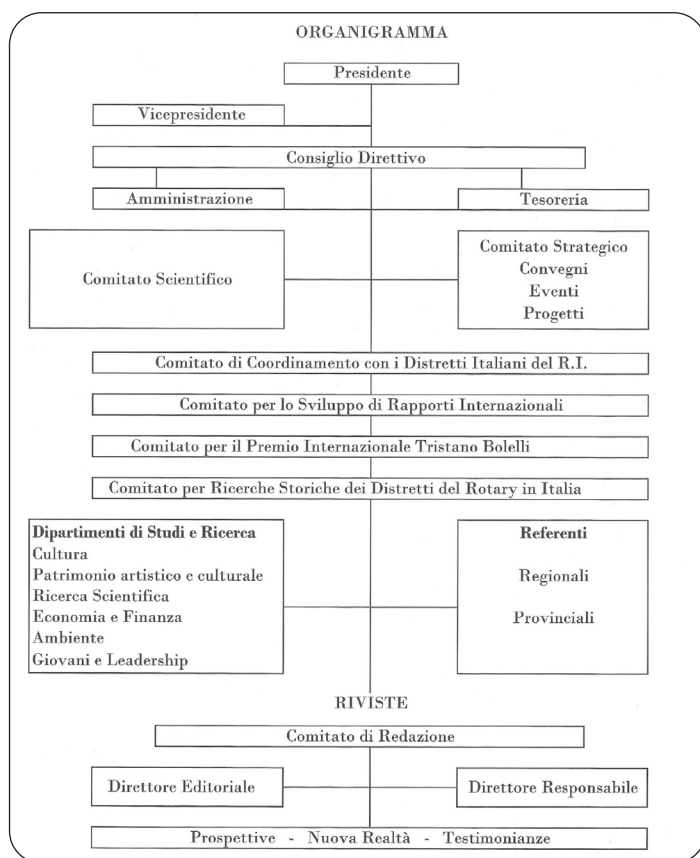 ORGANIGRAMMA
Presidente
Vicepresidente
Consiglio Direttivo
Amministrazione
Tesoreria
Comitato Scientifico
Comitato Strategico
Convegni
Eventi
Progetti
Comitato di Coordinamento con i Distretti Italiani del R.I.
Comitato per lo Sviluppo di Rapporti Internazionali
Comitato per il Premio Internazionale Tristano Bolelli
Comitato per Ricerche Storiche dei Distretti del Rotary in Italia
Dipartimenti di Studi e Ricerca
Cultura
Patrimonio artistico e culturale
Ricerca Scientifica
Economia e Finanza
Ambiente
Giovani e Leadership
Referenti
Regionali
Provinciali
RIVISTE
Comitato di Redazione
Direttore Editoriale
Direttore Responsabile
Prospettive - Nuova Realtà - Testimonianze